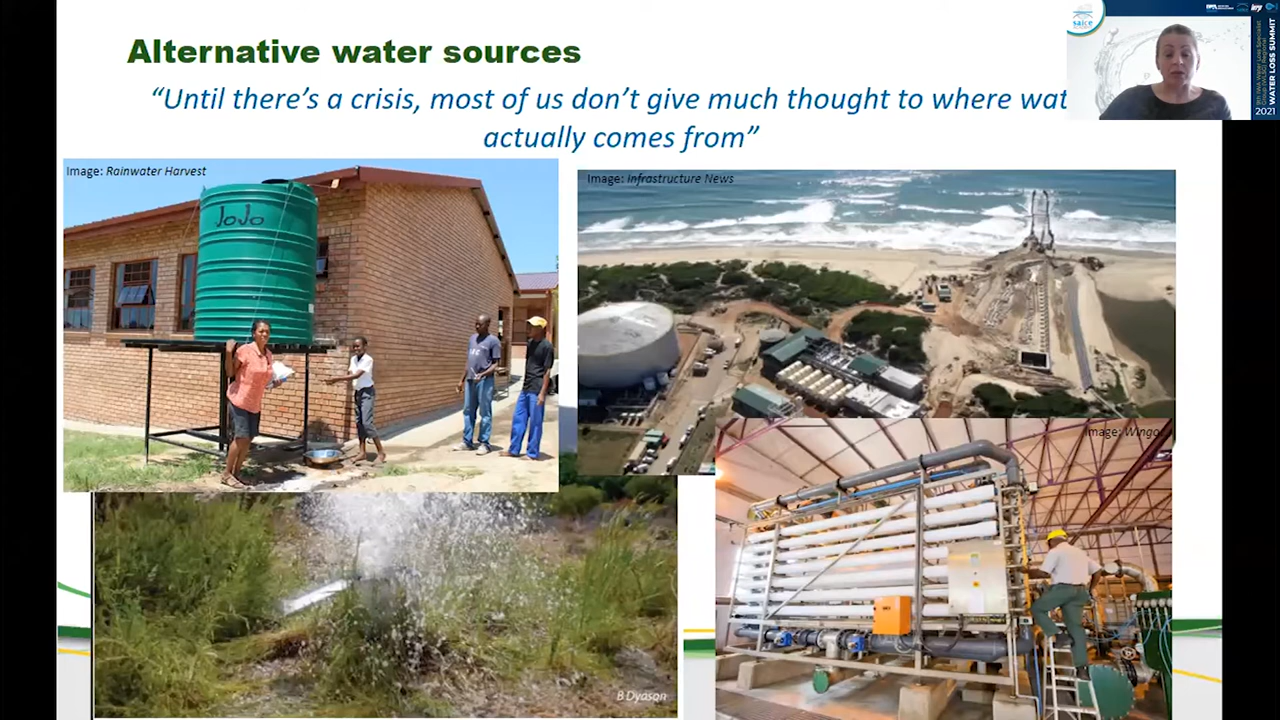 Alternative water sources
“Until there’s a crisis, most of us don’t give much thought to where wat
actually comes from”
Image: Rainwater Harvest
Image: Infrastructure News
JoJo
Image: Wingoc
B Dyason
saice
WATER LOSS SUMMIT
2021